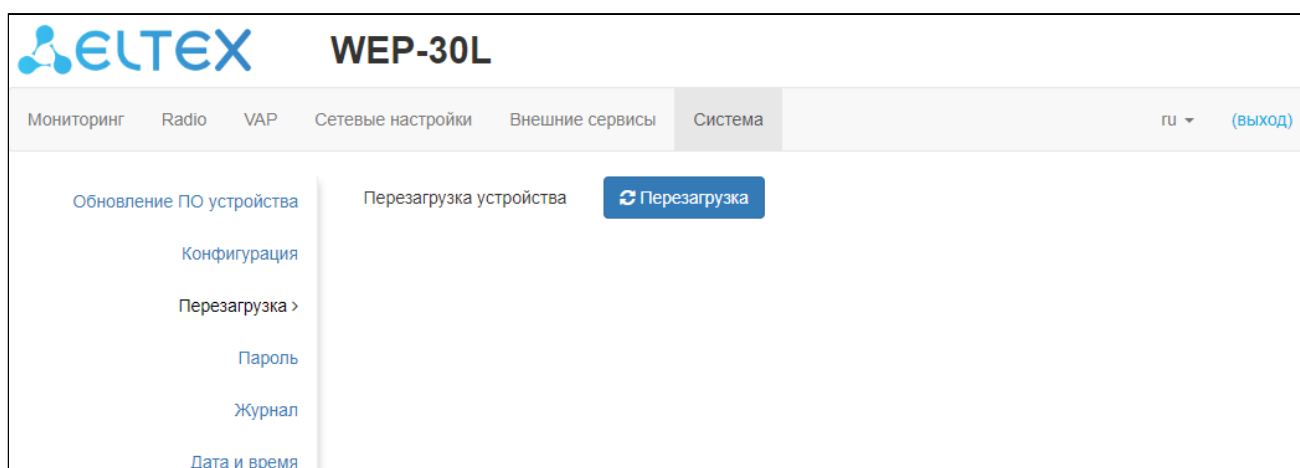 ELTEX WEP-30L
Мониторинг Radio VAP Сетевые настройки Внешние сервисы Система ru (выход)
Обновление ПО устройства Перезагрузка устройства Перезагрузка
Конфигурация
Перезагрузка >
Пароль
Журнал
Дата и время